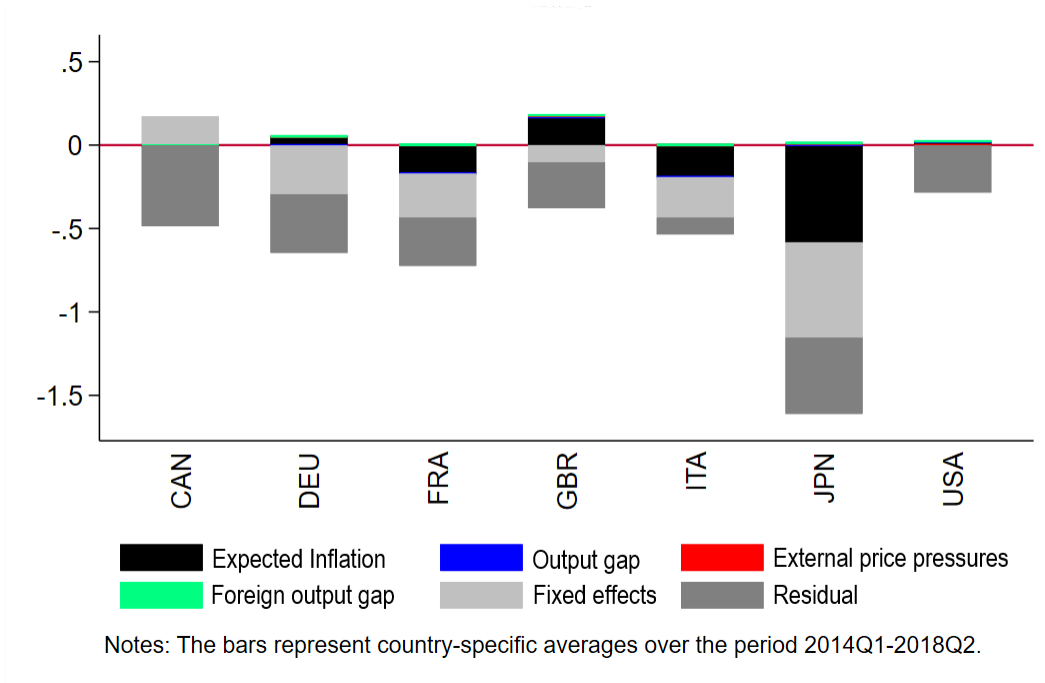 .5
0
-.5
-1
-1.5
CAN
DEU
FRA
GBR
ITA
JPN
USA
Expected Inflation
Output gap
External price pressures
Foreign output gap
Fixed effects
Residual
Notes: The bars represent country-specific averages over the period 2014Q1-2018Q2.